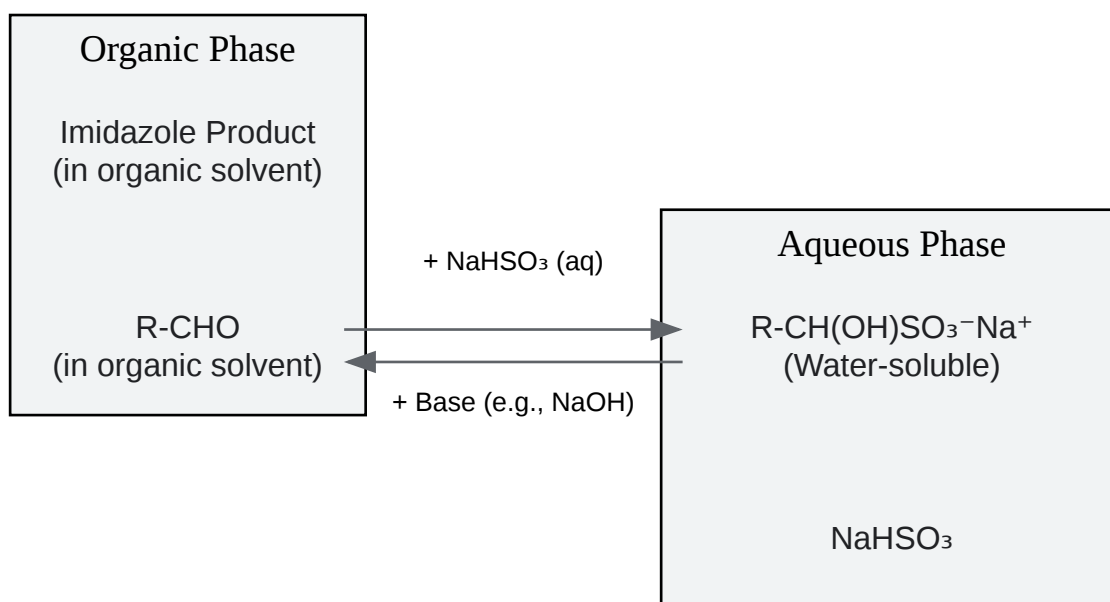 Organic Phase
Imidazole Product
(in organic solvent)
R-CHO
(in organic solvent)
+ NaHSO₃ (aq)
+ Base (e.g., NaOH)
Aqueous Phase
R-CH(OH)SO₃⁻Na⁺
(Water-soluble)
NaHSO₃